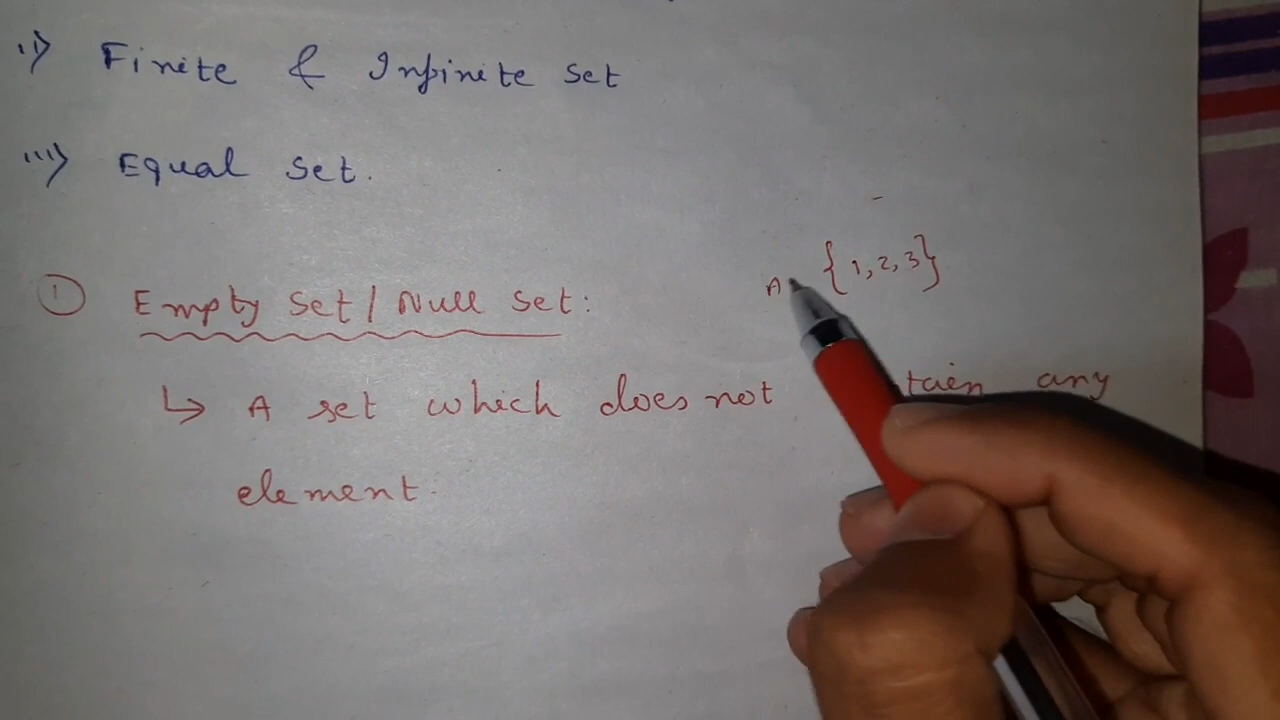 ii) Finite & Infinite set
iii) Equal set.
1 Empty set / Null set:
A {1,2,3}
↳ A set which does not tain any
element.